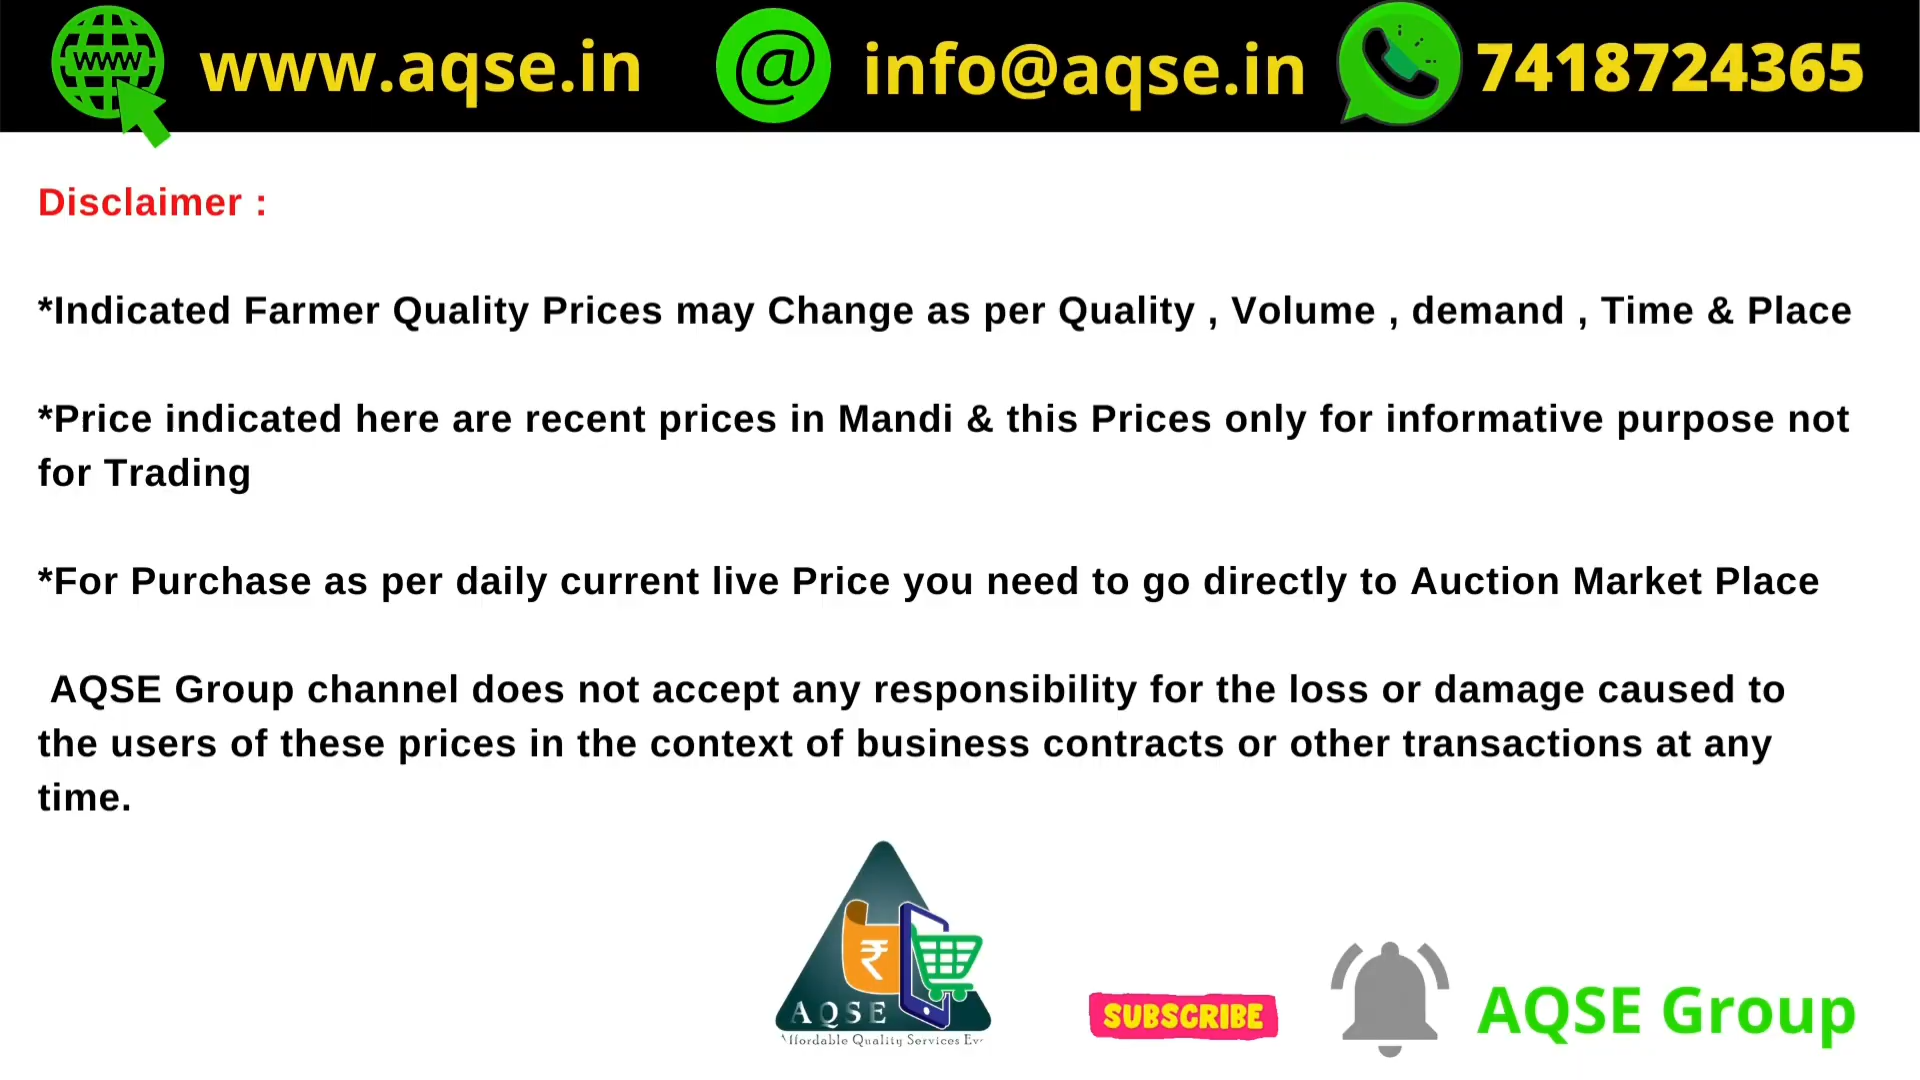 www.aqse.in info@aqse.in 7418724365
WWW
Disclaimer :
*Indicated Farmer Quality Prices may Change as per Quality , Volume , demand , Time & Place
*Price indicated here are recent prices in Mandi & this Prices only for informative purpose not
for Trading
*For Purchase as per daily current live Price you need to go directly to Auction Market Place
AQSE Group channel does not accept any responsibility for the loss or damage caused to
the users of these prices in the context of business contracts or other transactions at any
time.
₹
AQSE
Quality Services
SUBSCRIBE
AQSE Group